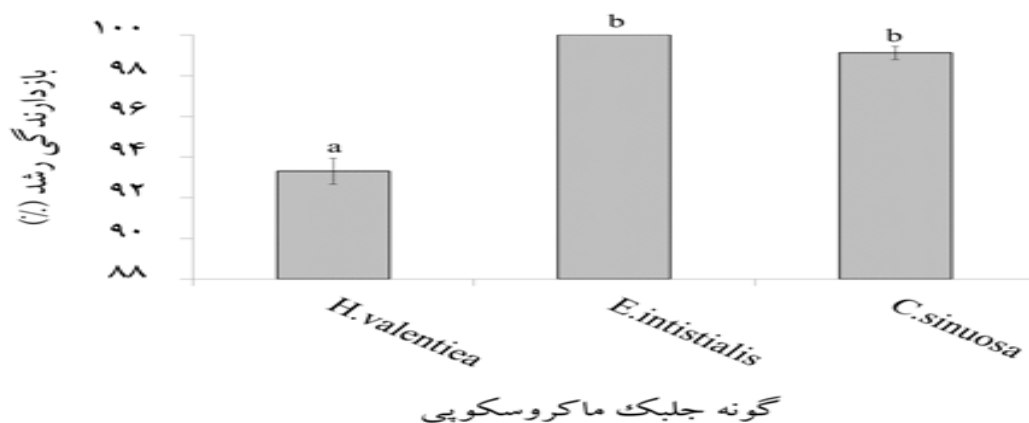 بازدارندگی رشد (٪)
۱۰۰
۹۸
۹۶
۹۴
۹۲
۹۰
۸۸
a
b
b
H.valentiea
E.intistialis
C.sinuosa
گونه جلبک ماکروسکوپی